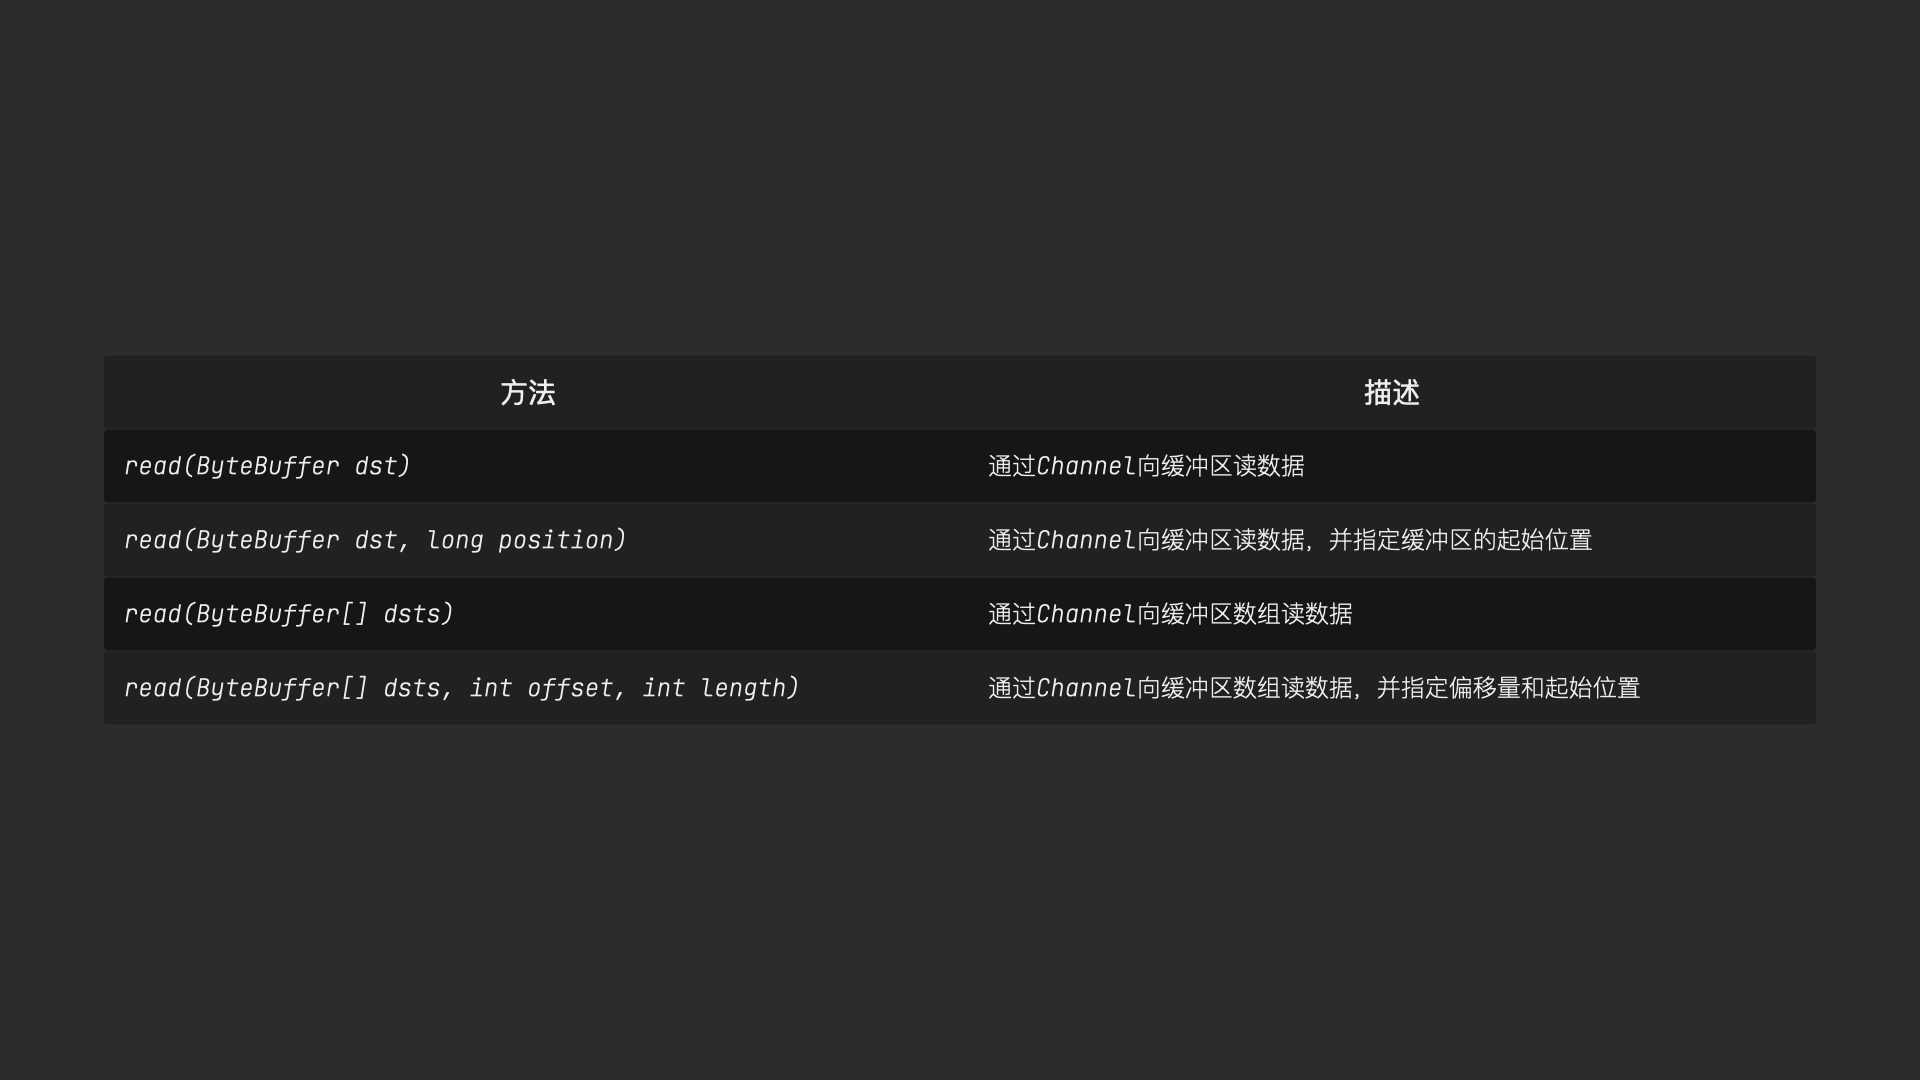 方法 描述
read(ByteBuffer dst) 通过Channel向缓冲区读数据
read(ByteBuffer dst, long position) 通过Channel向缓冲区读数据，并指定缓冲区的起始位置
read(ByteBuffer[] dsts) 通过Channel向缓冲区数组读数据
read(ByteBuffer[] dsts, int offset, int length) 通过Channel向缓冲区数组读数据，并指定偏移量和起始位置